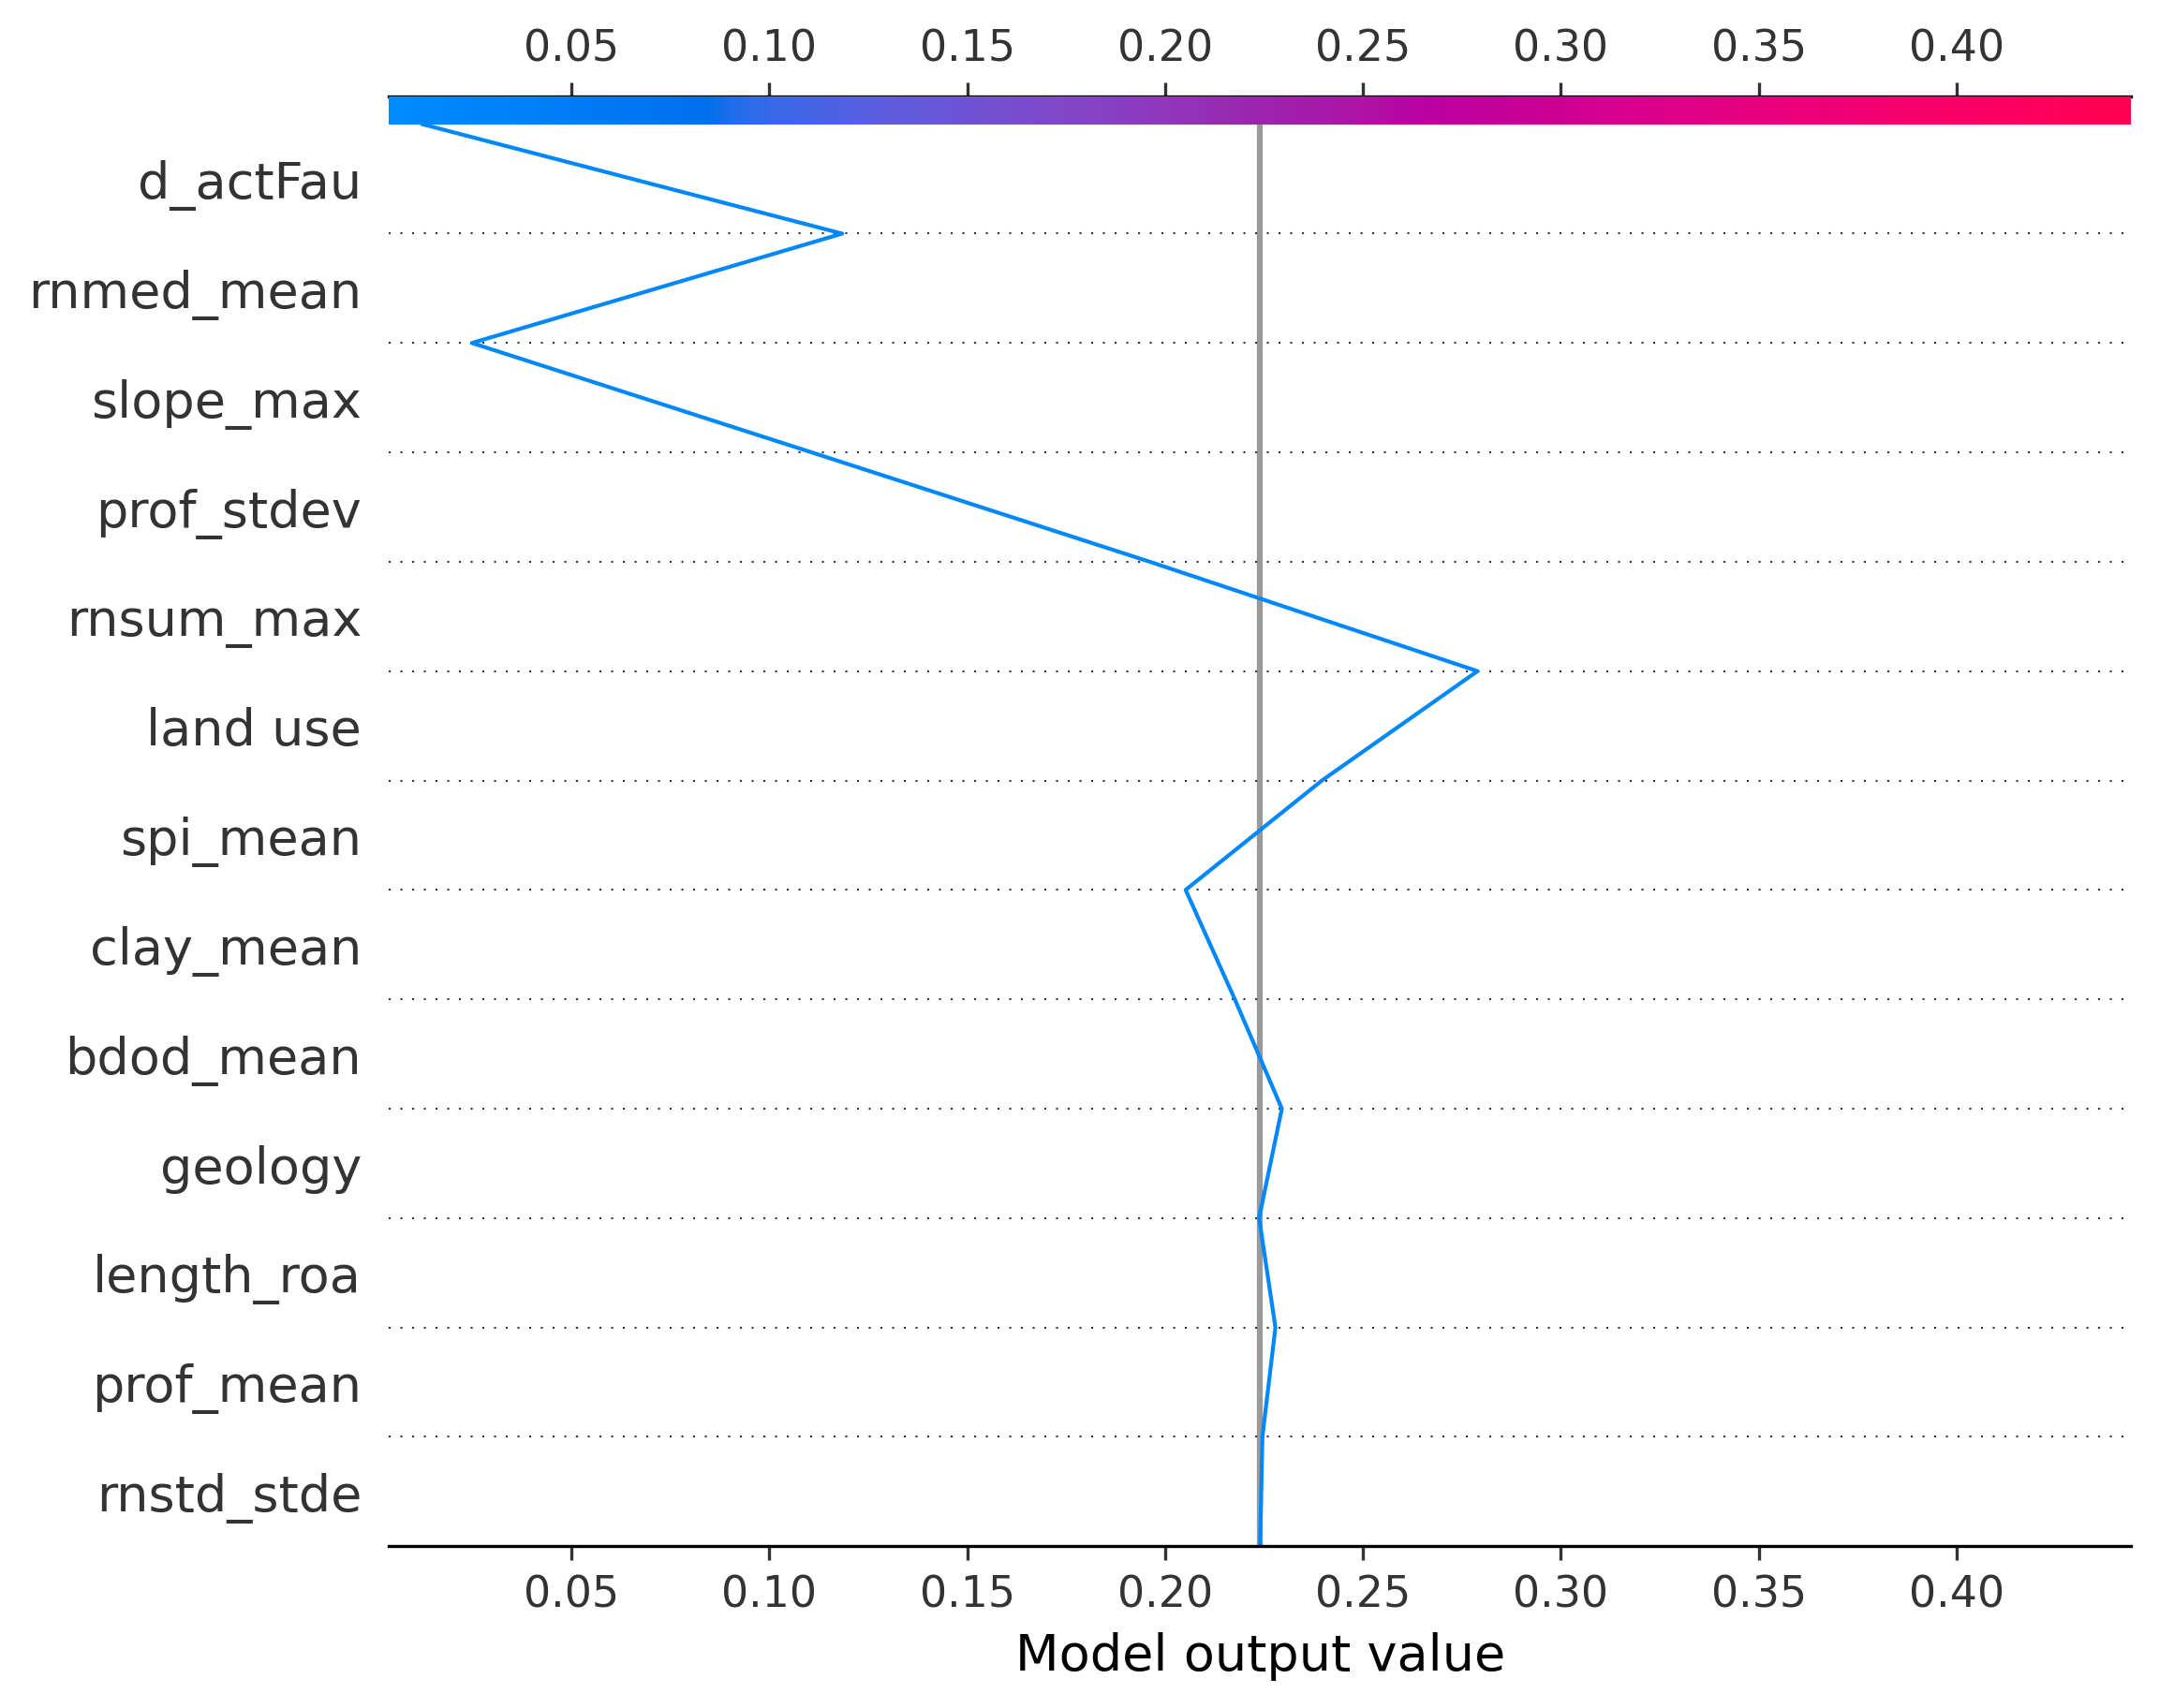 0.05 0.10 0.15 0.20 0.25 0.30 0.35 0.40
d_actFau
rnmed_mean
slope_max
prof_stdev
rnsum_max
land use
spi_mean
clay_mean
bdod_mean
geology
length_roa
prof_mean
rnstd_stde
0.05 0.10 0.15 0.20 0.25 0.30 0.35 0.40
Model output value